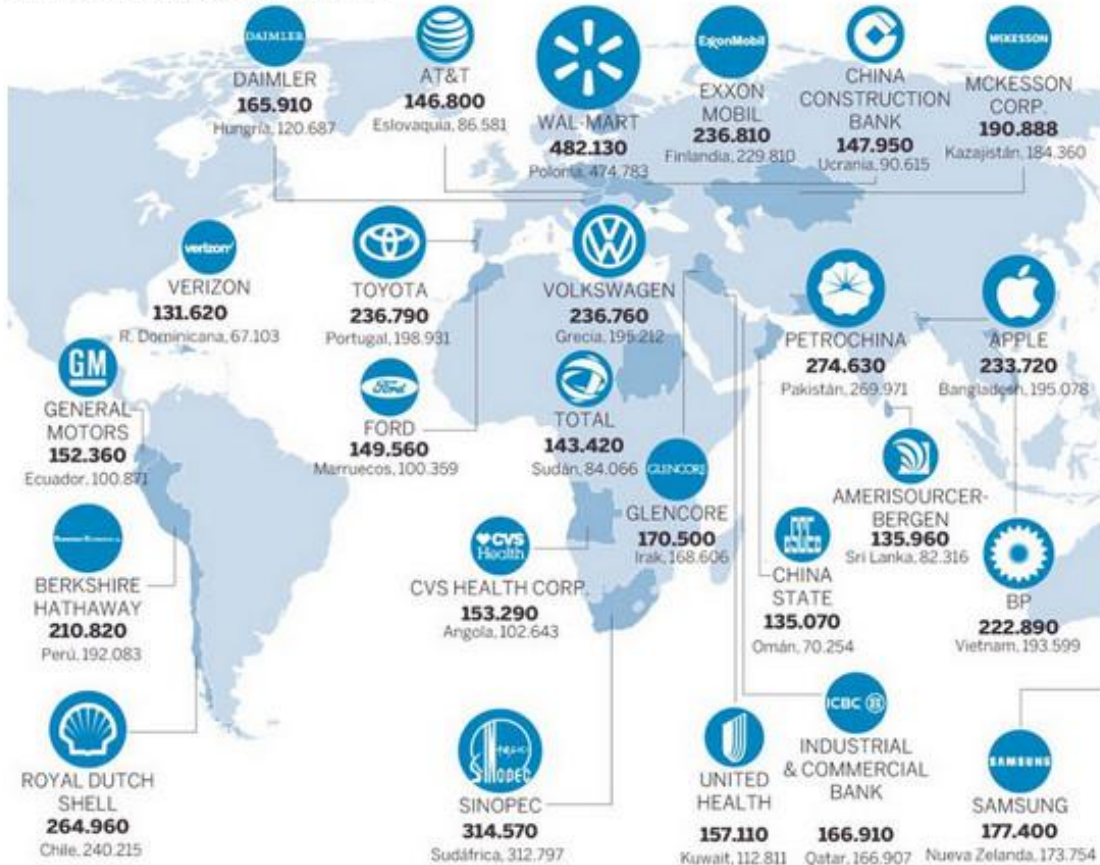 DAIMLER
DAIMLER
165.910
Hungría, 120.687
AT&T
146.800
Eslovaquia, 86.581
WAL-MART
482.130
Polonia, 474.783
ExxonMobil
EXXON
MOBIL
236.810
Finlandia, 229.810
CHINA
CONSTRUCTION
BANK
147.950
Ucrania, 90.615
MCKESSON
MCKESSON
CORP.
190.888
Kazajistán, 184.360
verizon
VERIZON
131.620
R. Dominicana, 67.103
TOYOTA
236.790
Portugal, 198.931
VOLKSWAGEN
236.760
Grecia, 195.212
PETROCHINA
274.630
Pakistán, 269.971
APPLE
233.720
Bangladesh, 195.078
GM
GENERAL
MOTORS
152.360
Ecuador, 100.871
Ford
FORD
149.560
Marruecos, 100.359
TOTAL
143.420
Sudán, 84.066
GLENCORE
GLENCORE
170.500
Irak, 168.606
AMERISOURCER-
BERGEN
135.960
Sri Lanka, 82.316
BERKSHIRE
HATHAWAY
210.820
Perú, 192.083
CVS
Health
CVS HEALTH CORP.
153.290
Angola, 102.643
CHINA
STATE
135.070
Omán, 70.254
BP
222.890
Vietnam, 193.599
ROYAL DUTCH
SHELL
264.960
Chile, 240.215
SINOPEC
SINOPEC
314.570
Sudáfrica, 312.797
UNITED
HEALTH
157.110
Kuwait, 112.811
ICBC
INDUSTRIAL
& COMMERCIAL
BANK
166.910
Qatar, 166.907
SAMSUNG
SAMSUNG
177.400
Nueva Zelanda, 173.754